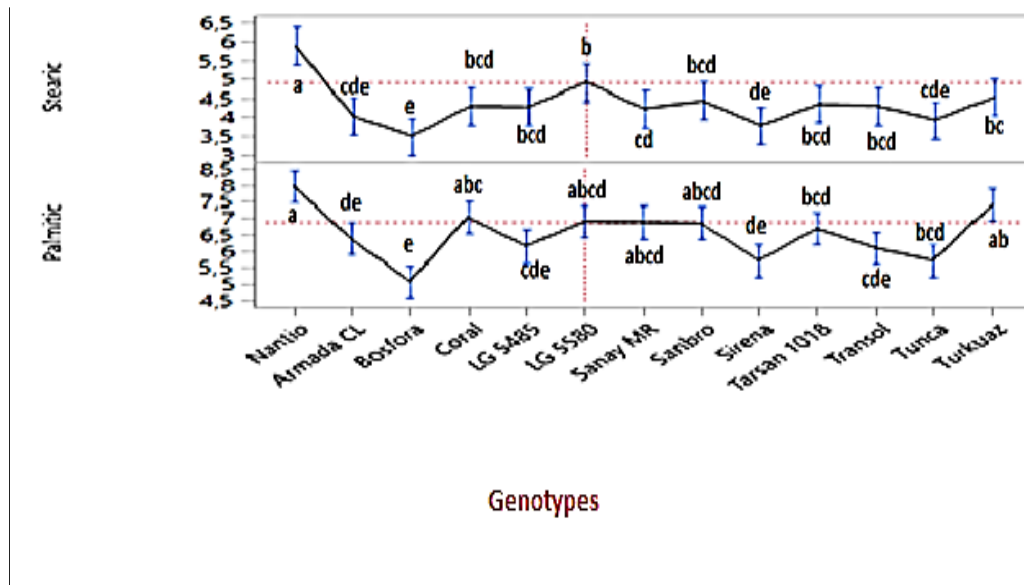 Stearic
6,5
6
5,5
5
4,5
4
3,5
3
a
cde
e
bcd
bcd
b
cd
bcd
de
bcd
bcd
cde
bc
Palmitic
8,5
8
7,5
7
6,5
6
5,5
5
4,5
a
de
e
abc
cde
abcd
abcd
abcd
de
bcd
cde
bcd
ab
Nantio
Armada CL
Bosfora
Coral
LG 5485
LG 5580
Sanay MR
Sanbro
Sirena
Tarsan 1018
Transol
Tunca
Turkuaz
Genotypes